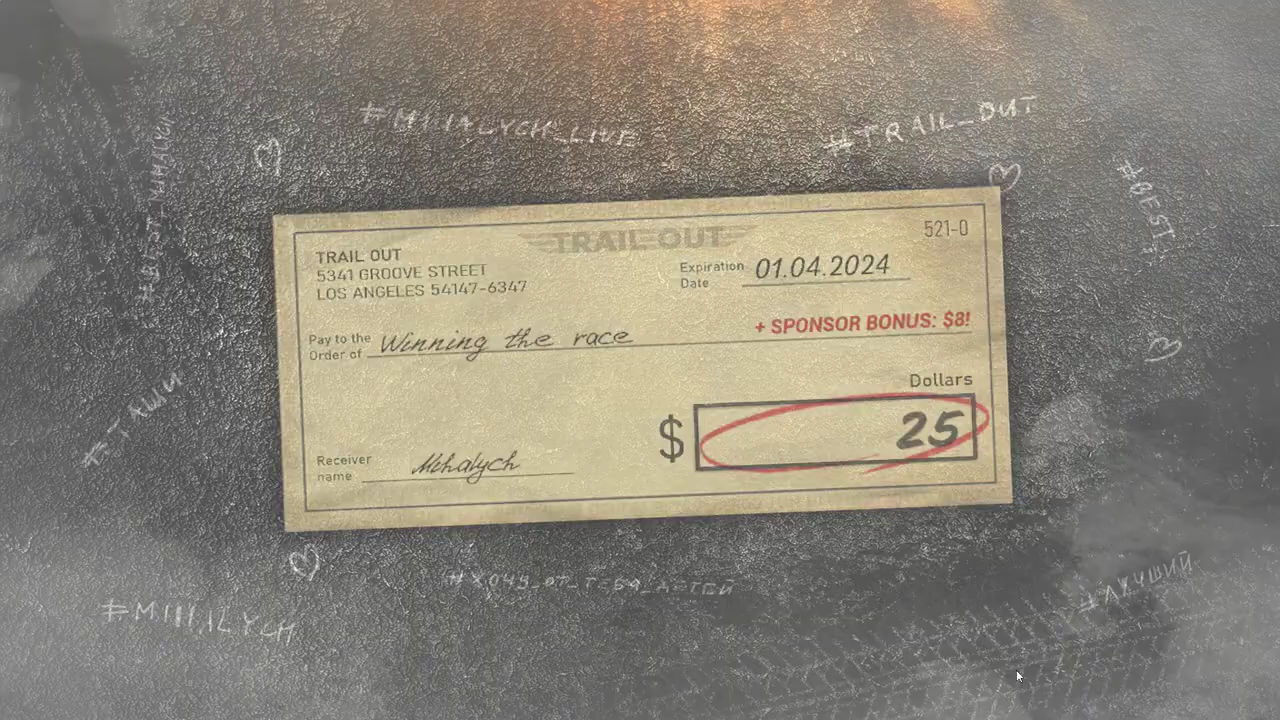 #MIHALYCH_LIVE
#TRAIL_OUT
#BEST
TRAIL OUT
521-0
TRAIL OUT
5341 GROOVE STREET
LOS ANGELES 54147-6347
Expiration Date 01.04.2024
+ SPONSOR BONUS: $8!
Pay to the Order of Winning the race
Dollars
$ 25
Receiver name Mihalych
#ТАЩИ
#ХОЧУ_ОТ_ТЕБЯ_ДЕТЕЙ
#ЛУЧШИЙ